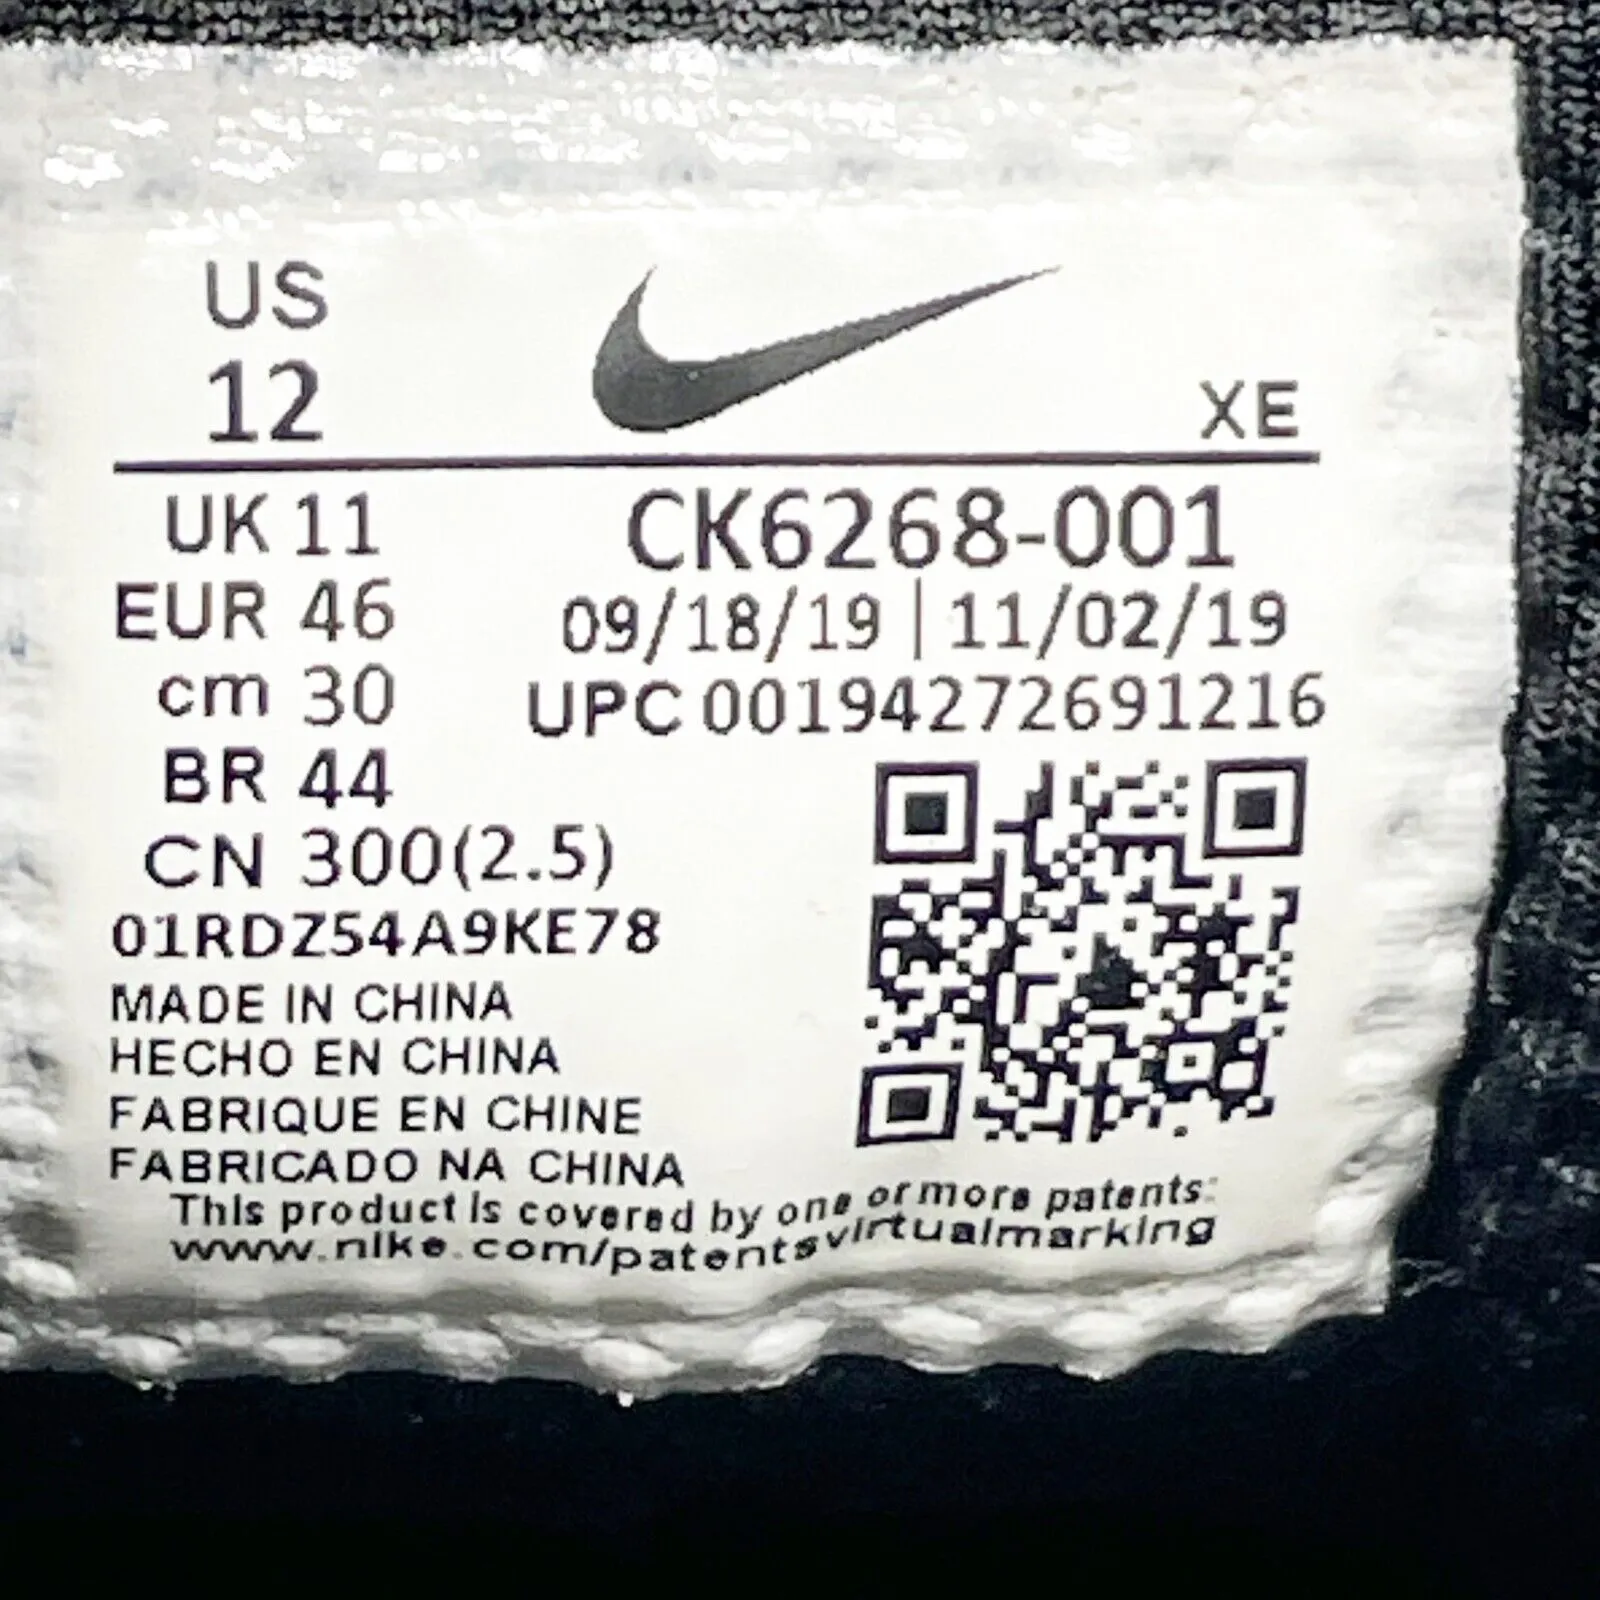 US
12
XE
UK 11
EUR 46
cm 30
BR 44
CN 300(2.5)
CK6268-001
09/18/19 | 11/02/19
UPC 00194272691216
01RDZ54A9KE78
MADE IN CHINA
HECHO EN CHINA
FABRIQUE EN CHINE
FABRICADO NA CHINA
This product is covered by one or more patents:
www.nike.com/patentsvirtualmarking